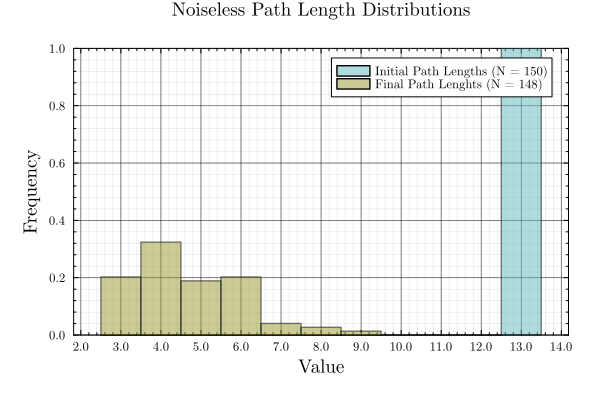 Noiseless Path Length Distributions
1.0
0.8
0.6
0.4
0.2
0.0
Frequency
Initial Path Lengths (N = 150)
Final Path Lenghts (N = 148)
2.0 3.0 4.0 5.0 6.0 7.0 8.0 9.0 10.0 11.0 12.0 13.0 14.0
Value